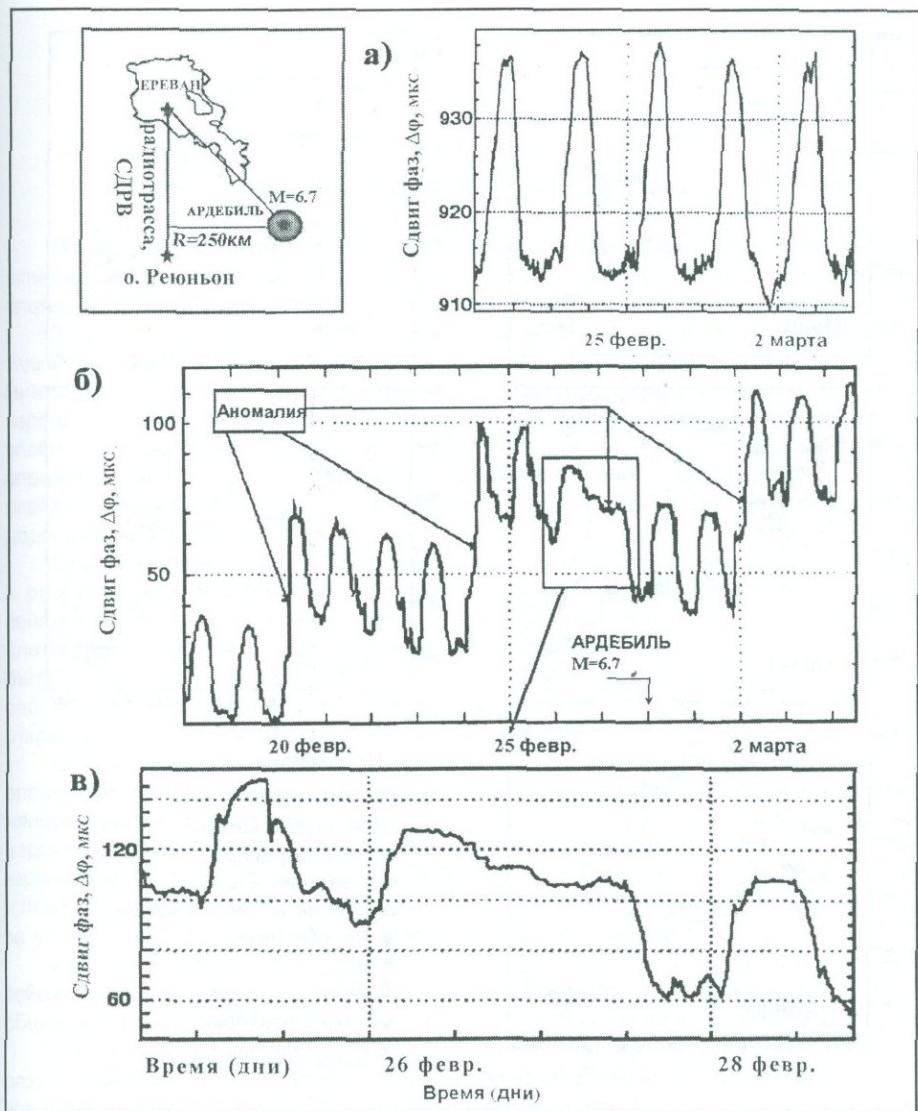 ЕРЕВАН
радиотрасса,
СДРВ
М=6.7
АРДЕБИЛЬ
R=250км
о. Реюньон
а)
Сдвиг фаз, Δφ, мкс
930
920
910
25 февр.
2 марта
б)
Аномалия
Сдвиг фаз, Δφ, мкс
100
50
АРДЕБИЛЬ
М=6.7
20 февр.
25 февр.
2 марта
в)
Сдвиг фаз, Δφ, мкс
120
60
Время (дни)
26 февр.
28 февр.
Время (дни)